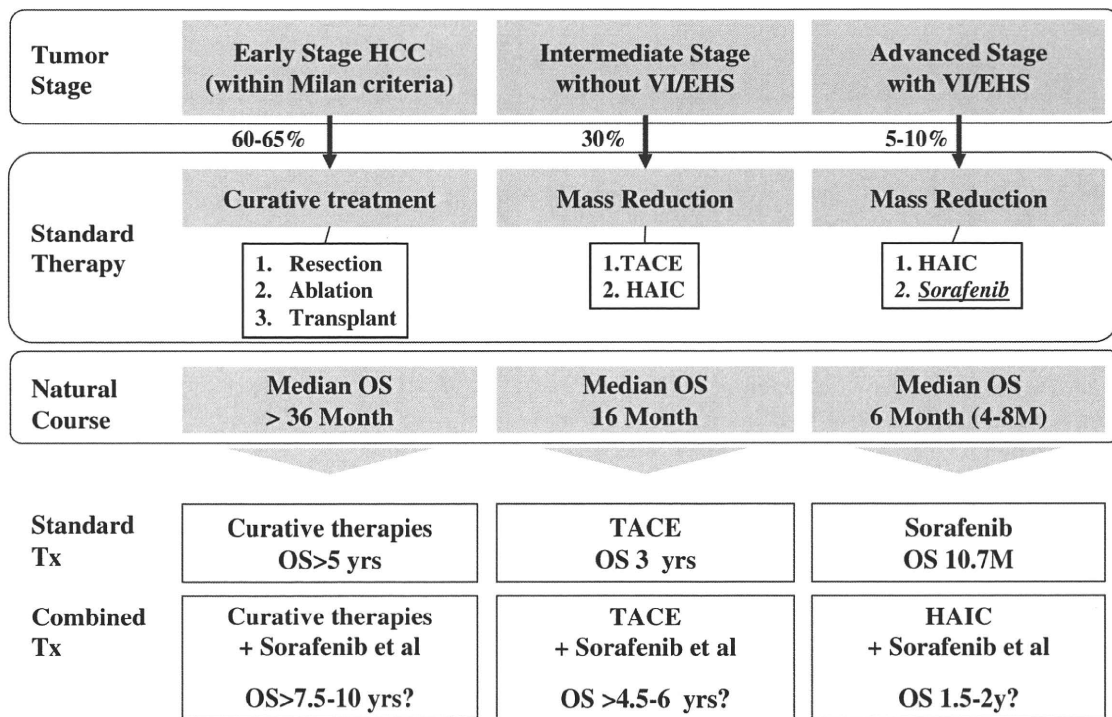 Tumor
Stage
Early Stage HCC
(within Milan criteria)
Intermediate Stage
without VI/EHS
Advanced Stage
with VI/EHS
60-65%
30%
5-10%
Standard
Therapy
Curative treatment
Mass Reduction
Mass Reduction
1. Resection
2. Ablation
3. Transplant
1.TACE
2. HAIC
1. HAIC
2. Sorafenib
Natural
Course
Median OS
> 36 Month
Median OS
16 Month
Median OS
6 Month (4-8M)
Standard
Tx
Curative therapies
OS>5 yrs
TACE
OS 3 yrs
Sorafenib
OS 10.7M
Combined
Tx
Curative therapies
+ Sorafenib et al
OS>7.5-10 yrs?
TACE
+ Sorafenib et al
OS >4.5-6 yrs?
HAIC
+ Sorafenib et al
OS 1.5-2y?